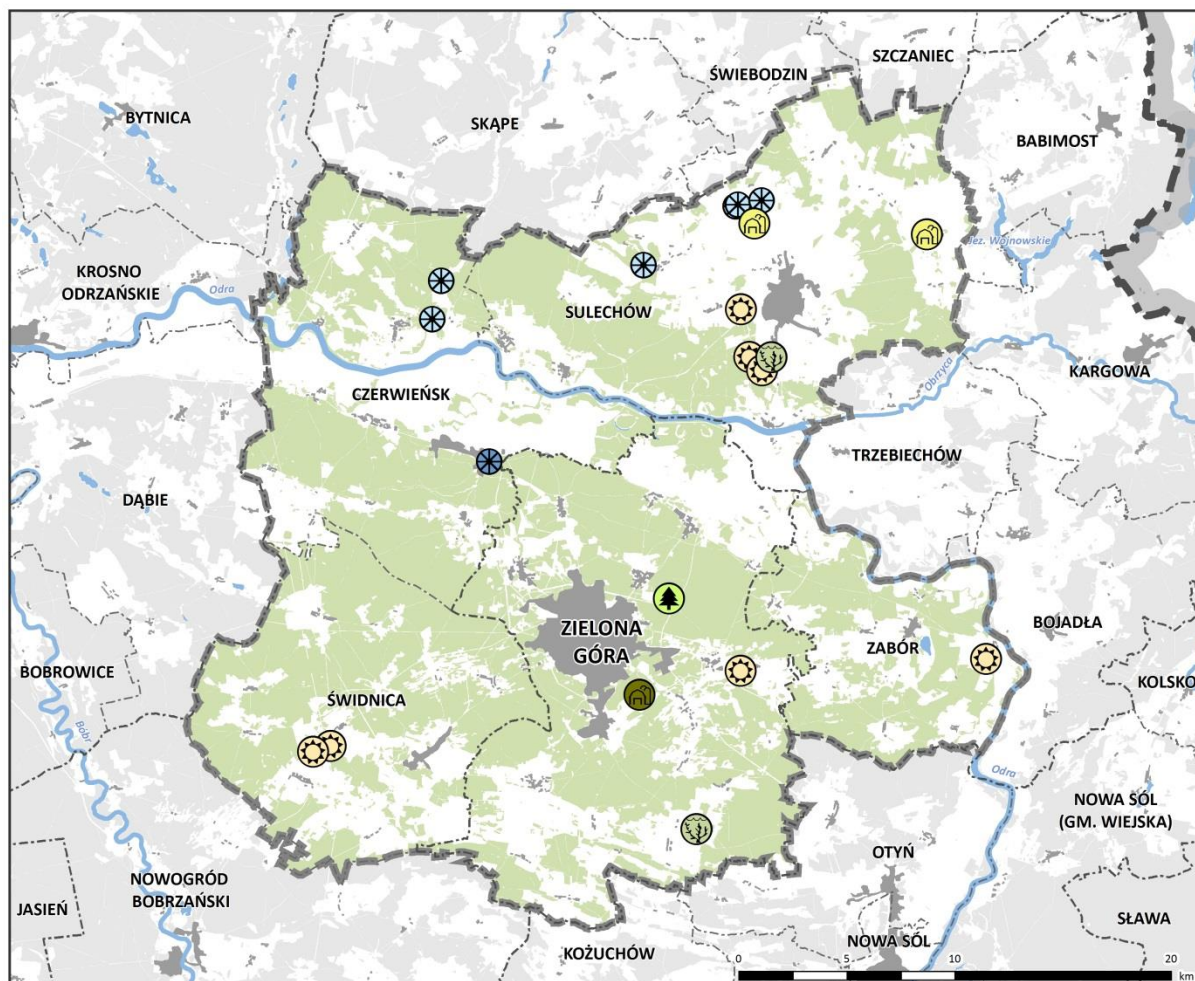 SZCZANIEC
ŚWIEBODZIN
BYTNICA
SKĄPE
BABIMOST
Jez. Wojnowskie
KROSNO
ODRZAŃSKIE
Odra
SULECHÓW
Obrzyca
KARGOWA
CZERWIEŃSK
TRZEBIECHÓW
DĄBIE
ZIELONA
GÓRA
BOJADŁA
ZABÓR
BOBROWICE
KOLSKO
ŚWIDNICA
Bóbr
Odra
NOWA SÓL
(GM. WIEJSKA)
OTYŃ
NOWOGRÓD
BOBRZAŃSKI
JASIEŃ
SŁAWA
KOŻUCHÓW
NOWA SÓL
0 5 10 20
km